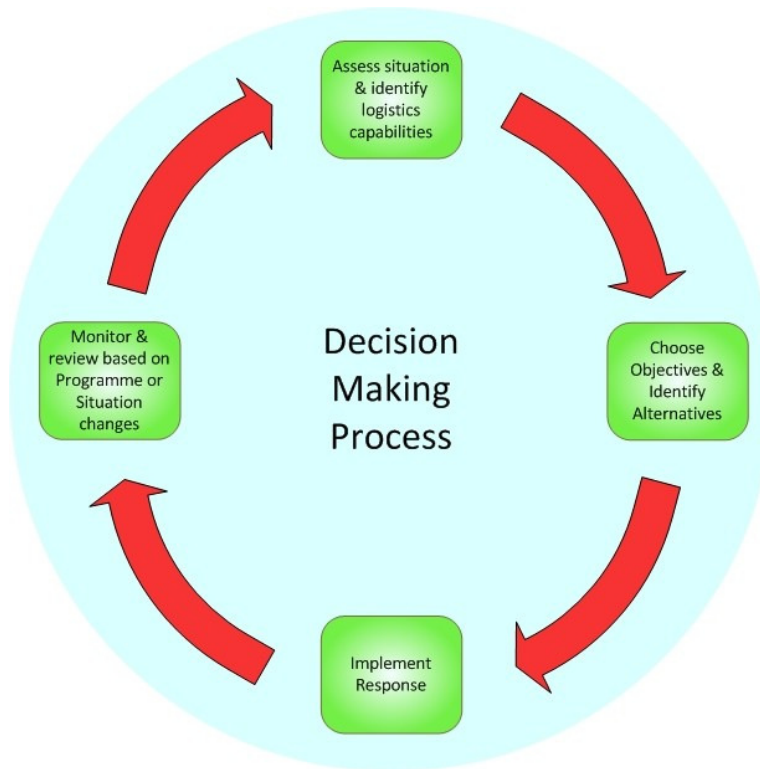 Assess situation
& identify
logistics
capabilities
Choose
Objectives &
Identify
Alternatives
Implement
Response
Monitor &
review based on
Programme or
Situation
changes
Decision
Making
Process